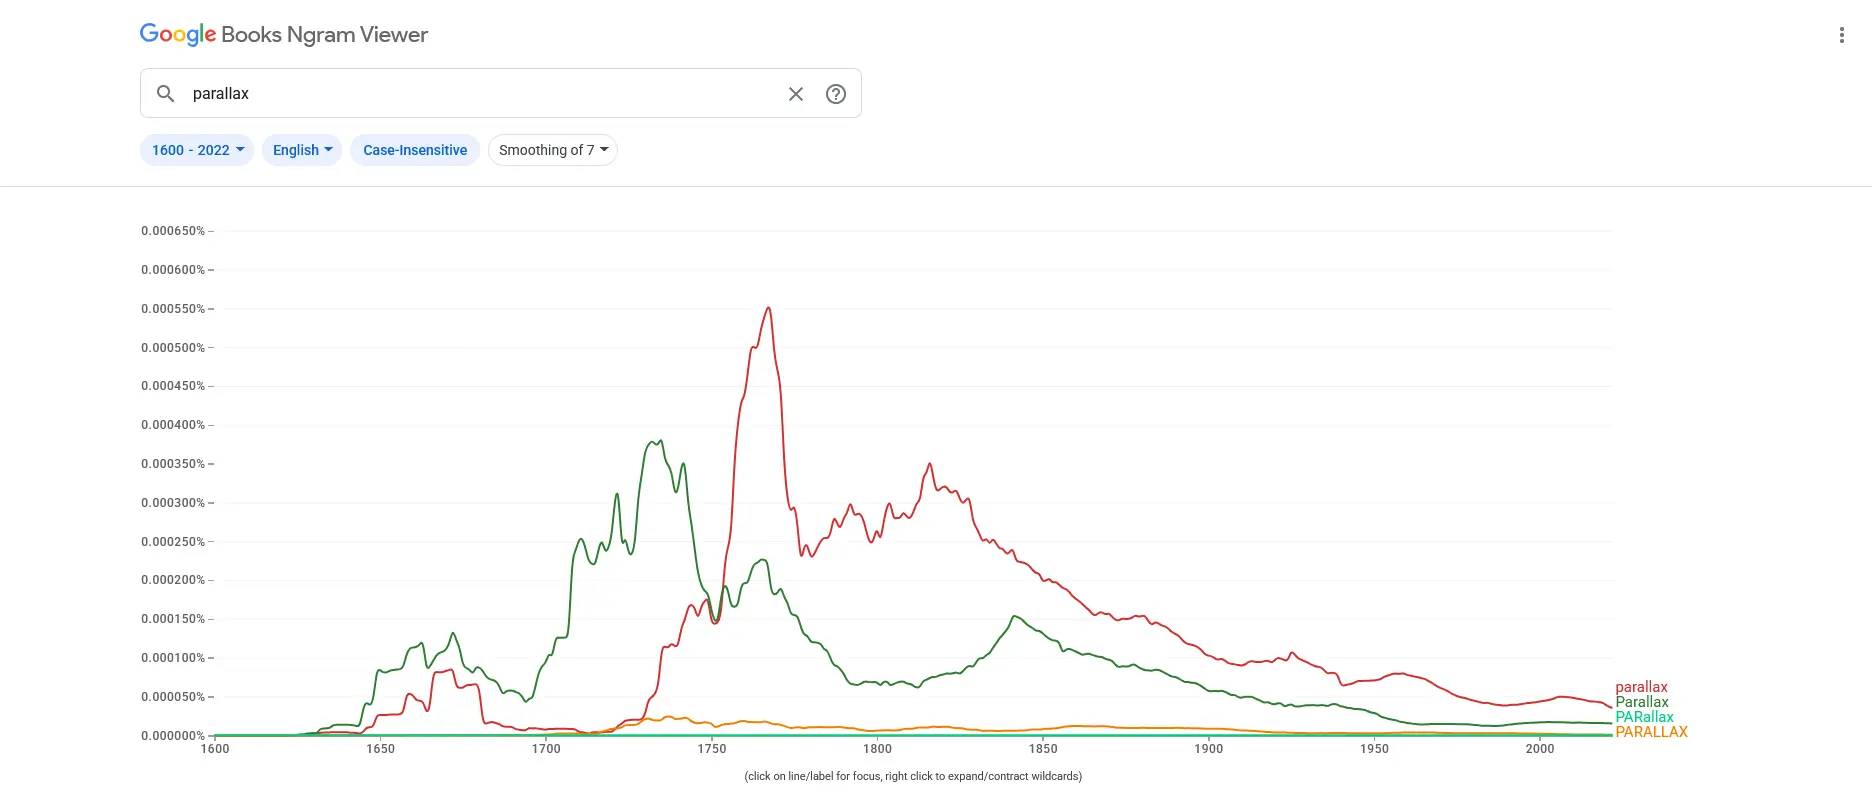 Google Books Ngram Viewer
parallax
1600 - 2022 English Case-Insensitive Smoothing of 7
0.000650%
0.000600%
0.000550%
0.000500%
0.000450%
0.000400%
0.000350%
0.000300%
0.000250%
0.000200%
0.000150%
0.000100%
0.000050%
0.000000%
parallax
Parallax
PARallax
PARALLAX
1600 1650 1700 1750 1800 1850 1900 1950 2000
(click on line/label for focus, right click to expand/contract wildcards)